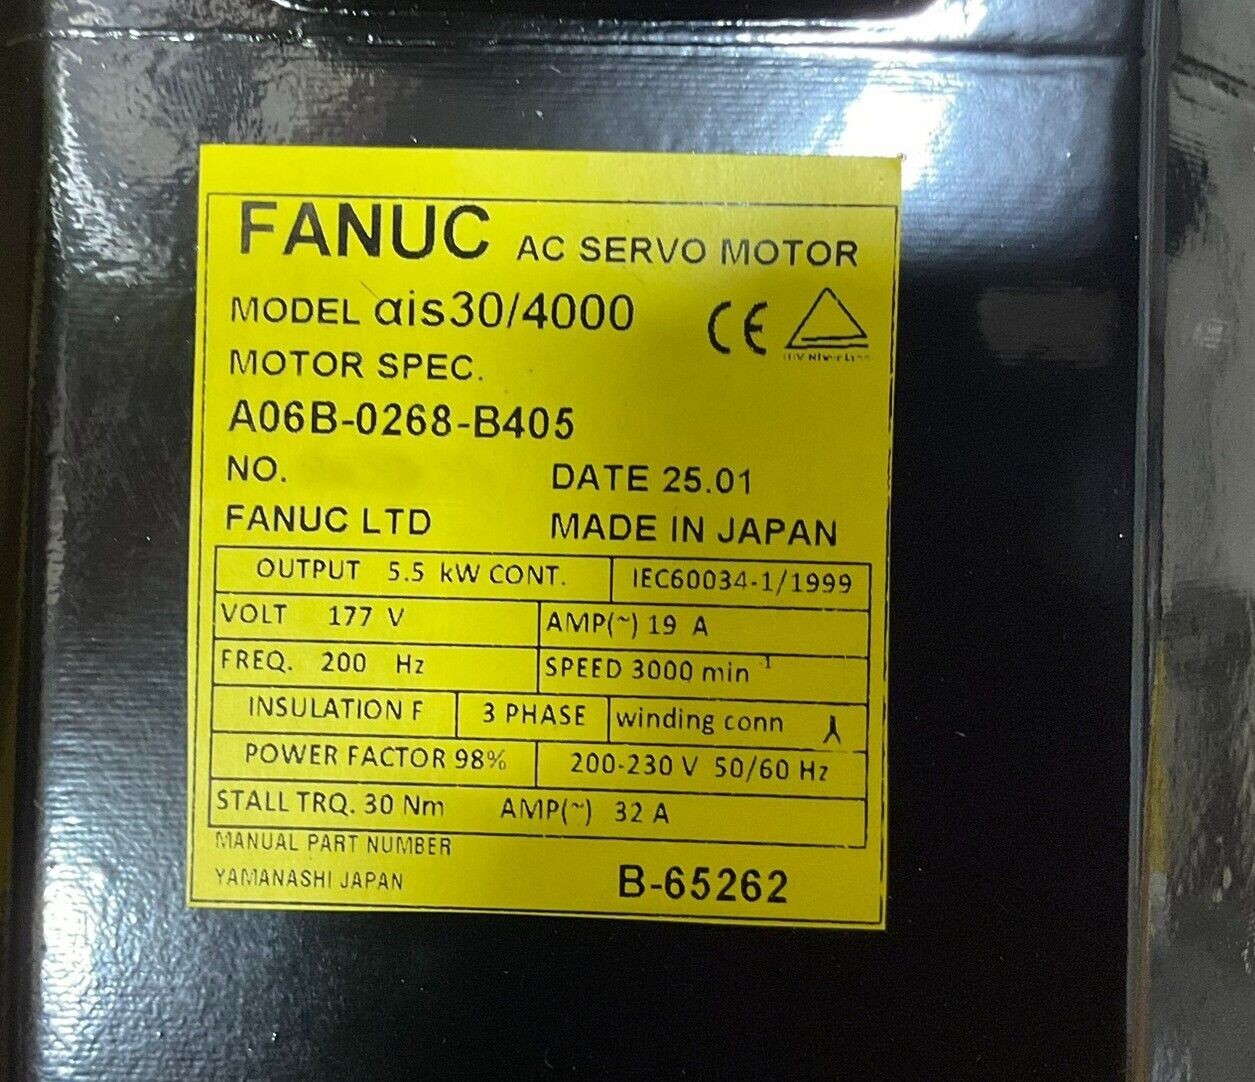 FANUC AC SERVO MOTOR
MODEL αis30/4000 CE
MOTOR SPEC.
A06B-0268-B405
NO. DATE 25.01
FANUC LTD MADE IN JAPAN
OUTPUT 5.5 kW CONT. IEC60034-1/1999
VOLT 177 V AMP(~) 19 A
FREQ. 200 Hz SPEED 3000 min⁻¹
INSULATION F 3 PHASE winding conn
POWER FACTOR 98% 200-230 V 50/60 Hz
STALL TRQ. 30 Nm AMP(~) 32 A
MANUAL PART NUMBER
YAMANASHI JAPAN B-65262